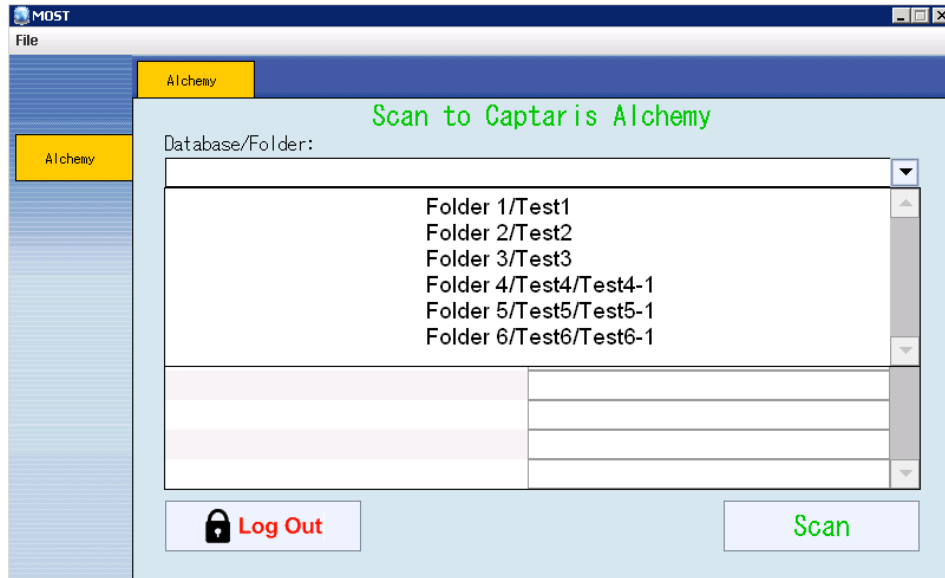 MOST
File
Alchemy
Alchemy
Scan to Captaris Alchemy
Database/Folder:
Folder 1/Test1
Folder 2/Test2
Folder 3/Test3
Folder 4/Test4/Test4-1
Folder 5/Test5/Test5-1
Folder 6/Test6/Test6-1
Log Out
Scan